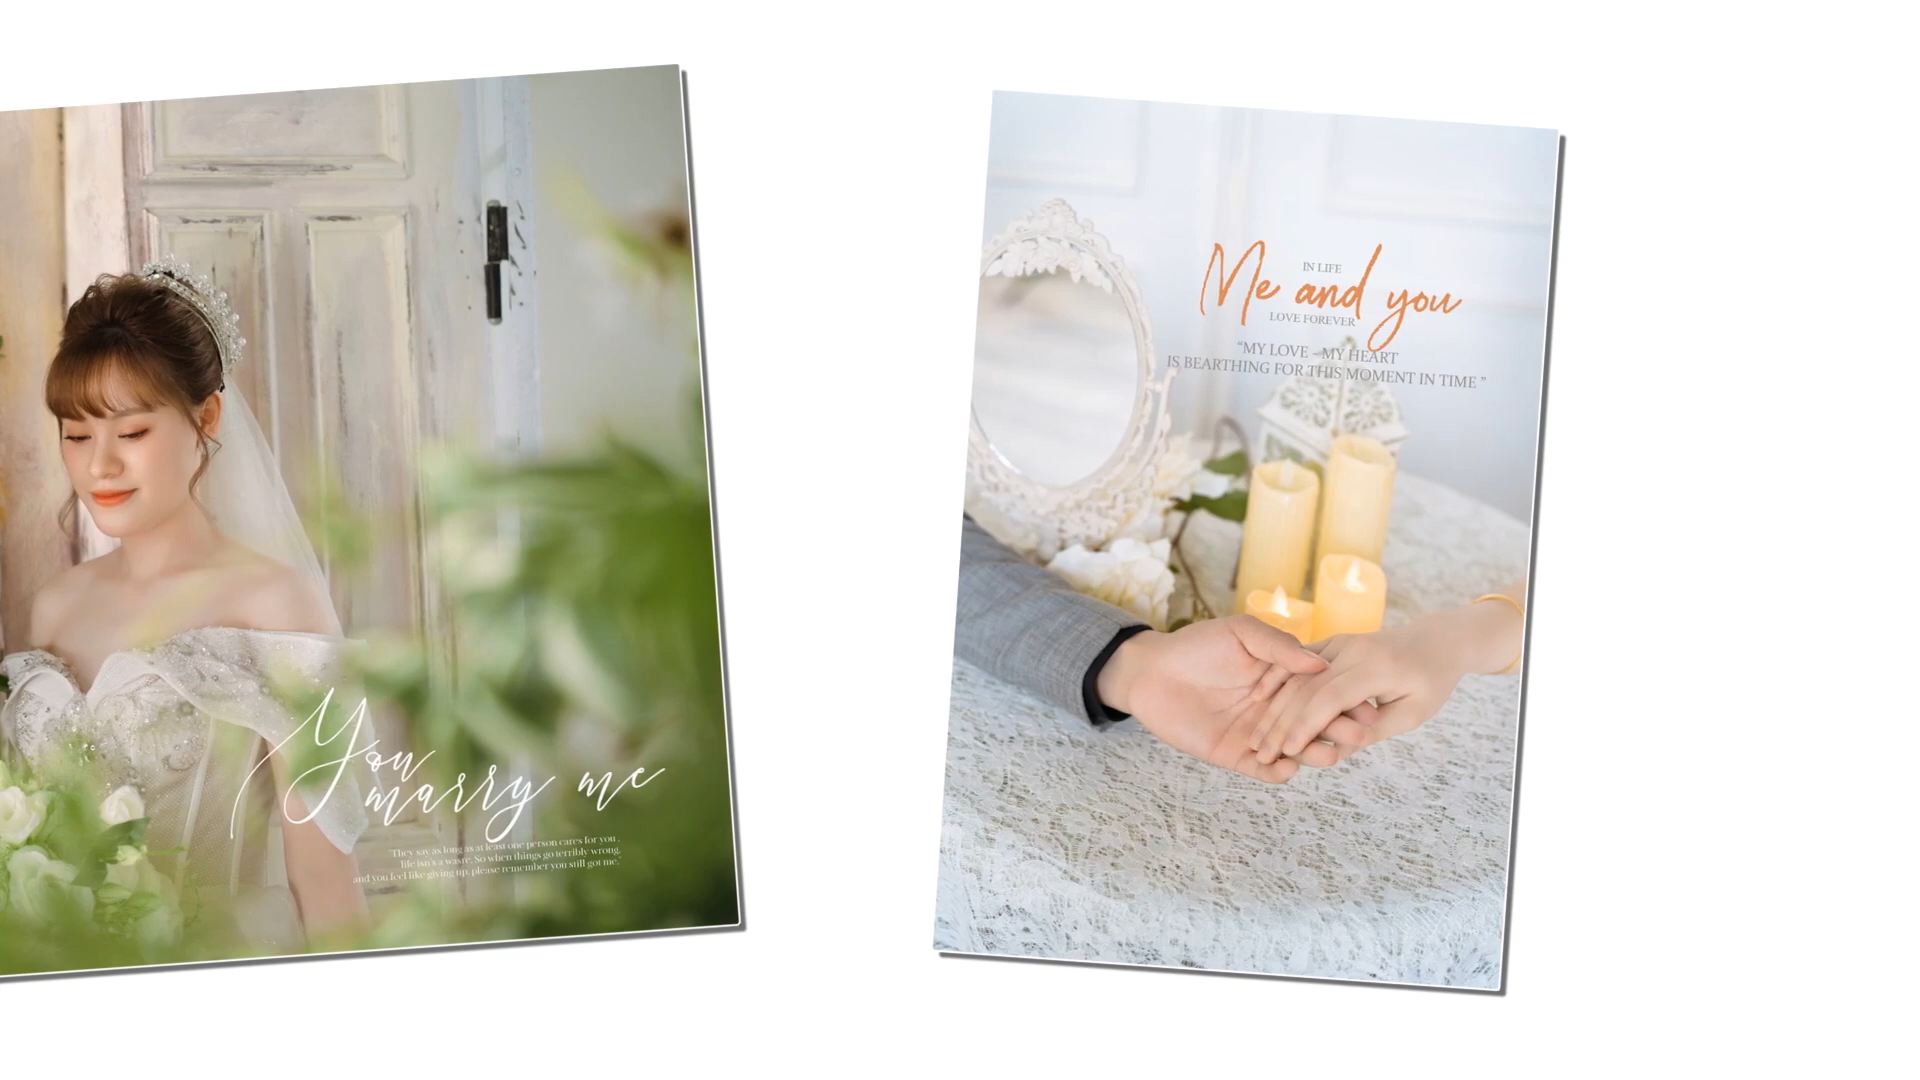 You
marry me
"They say as long as at least one person cares for you .
life isn's a waste. So when things go terribly wrong,
and you feel like giving up, please remember you still got me."
IN LIFE
Me and you
LOVE FOREVER
“MY LOVE - MY HEART
IS BEARTHING FOR THIS MOMENT IN TIME ”